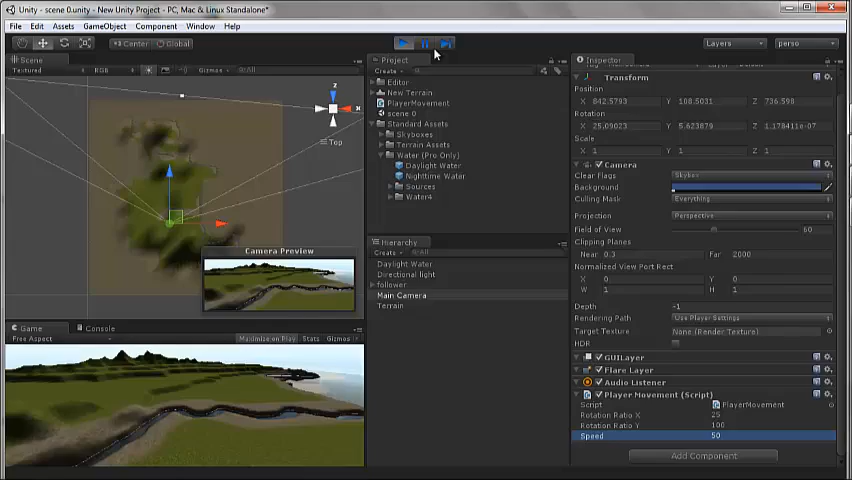 Unity - scene 0.unity - New Unity Project - PC, Mac & Linux Standalone*
File Edit Assets GameObject Component Window Help
Center Global Layers perso
Scene
Textured RGB Gizmos
z
x
Top
Camera Preview
Game Console
Free Aspect Maximize on Play Stats Gizmos
Project
Create
Editor
New Terrain
PlayerMovement
scene 0
Standard Assets
Skyboxes
Terrain Assets
Water (Pro Only)
Daylight Water
Nighttime Water
Sources
Water4
Hierarchy
Create
Daylight Water
Directional light
follower
Main Camera
Terrain
Inspector
Transform
Position
X 842.5793 Y 108.5031 Z 736.598
Rotation
X 25.09023 Y 5.623879 Z 1.178411e-07
Scale
X 1 Y 1 Z 1
Camera
Clear Flags Skybox
Background
Culling Mask Everything
Projection Perspective
Field of View 60
Clipping Planes
Near 0.3 Far 2000
Normalized View Port Rect
X 0 Y 0
W 1 H 1
Depth -1
Rendering Path Use Player Settings
Target Texture None (Render Texture)
HDR
GUILayer
Flare Layer
Audio Listener
Player Movement (Script)
Script PlayerMovement
Rotation Ratio X 25
Rotation Ratio Y 100
Speed 50
Add Component